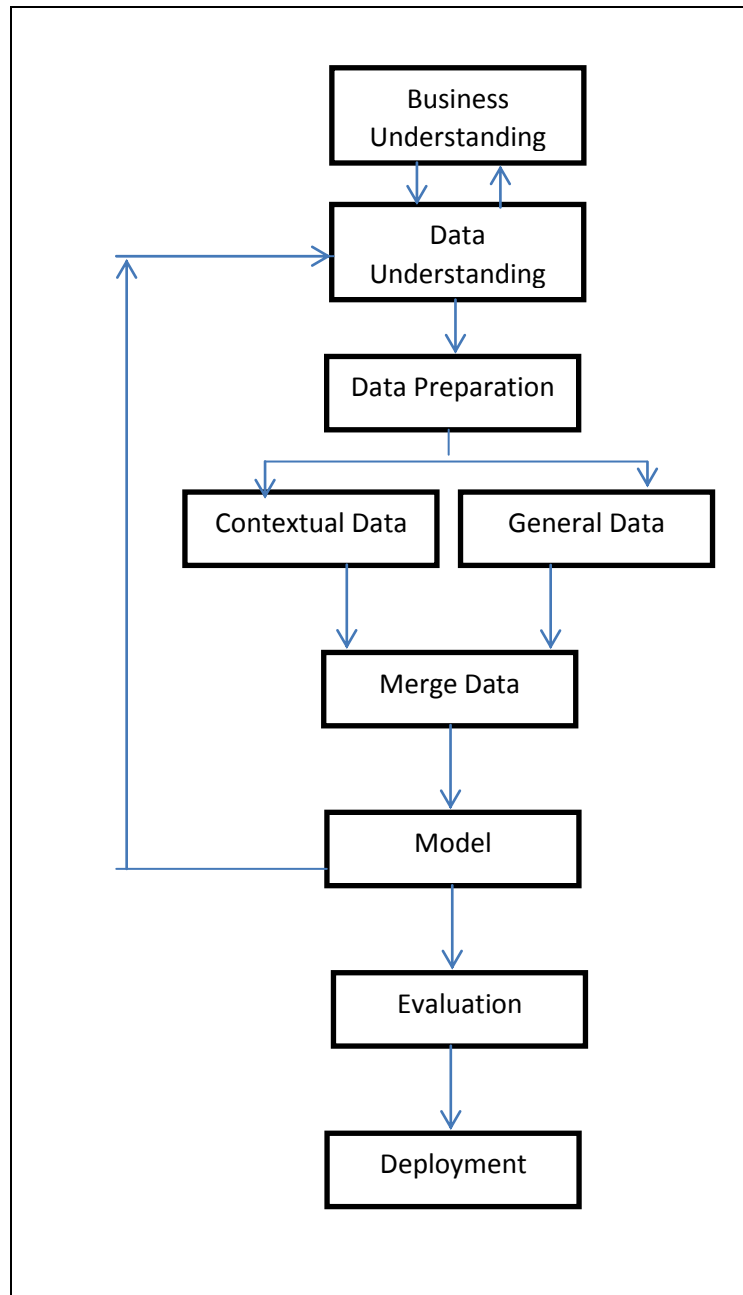 Business
Understanding
Data
Understanding
Data Preparation
Contextual Data
General Data
Merge Data
Model
Evaluation
Deployment